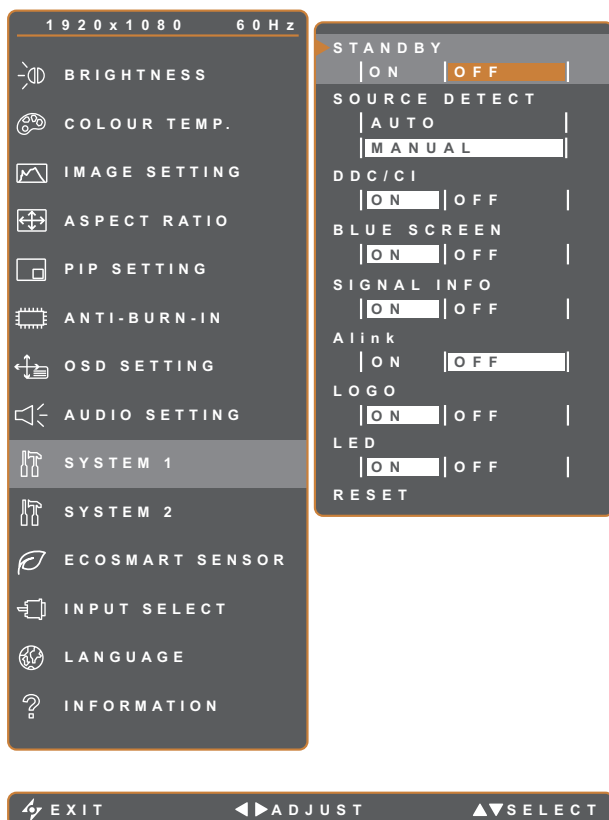 1920x1080 60Hz
BRIGHTNESS
COLOUR TEMP.
IMAGE SETTING
ASPECT RATIO
PIP SETTING
ANTI-BURN-IN
OSD SETTING
AUDIO SETTING
SYSTEM 1
SYSTEM 2
ECOSMART SENSOR
INPUT SELECT
LANGUAGE
INFORMATION
STANDBY
ON OFF
SOURCE DETECT
AUTO
MANUAL
DDC/CI
ON OFF
BLUE SCREEN
ON OFF
SIGNAL INFO
ON OFF
Alink
ON OFF
LOGO
ON OFF
LED
ON OFF
RESET
EXIT ADJUST SELECT